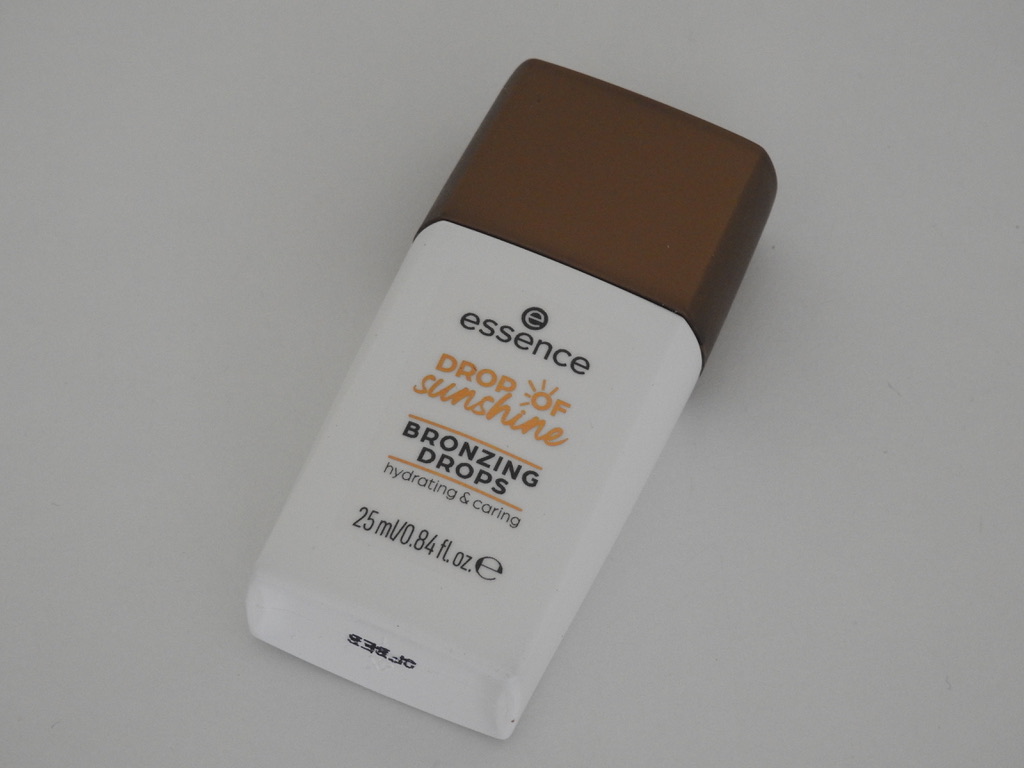 essence
DROP OF
sunshine
BRONZING
DROPS
hydrating & caring
25 ml/0.84 fl. oz. ℮